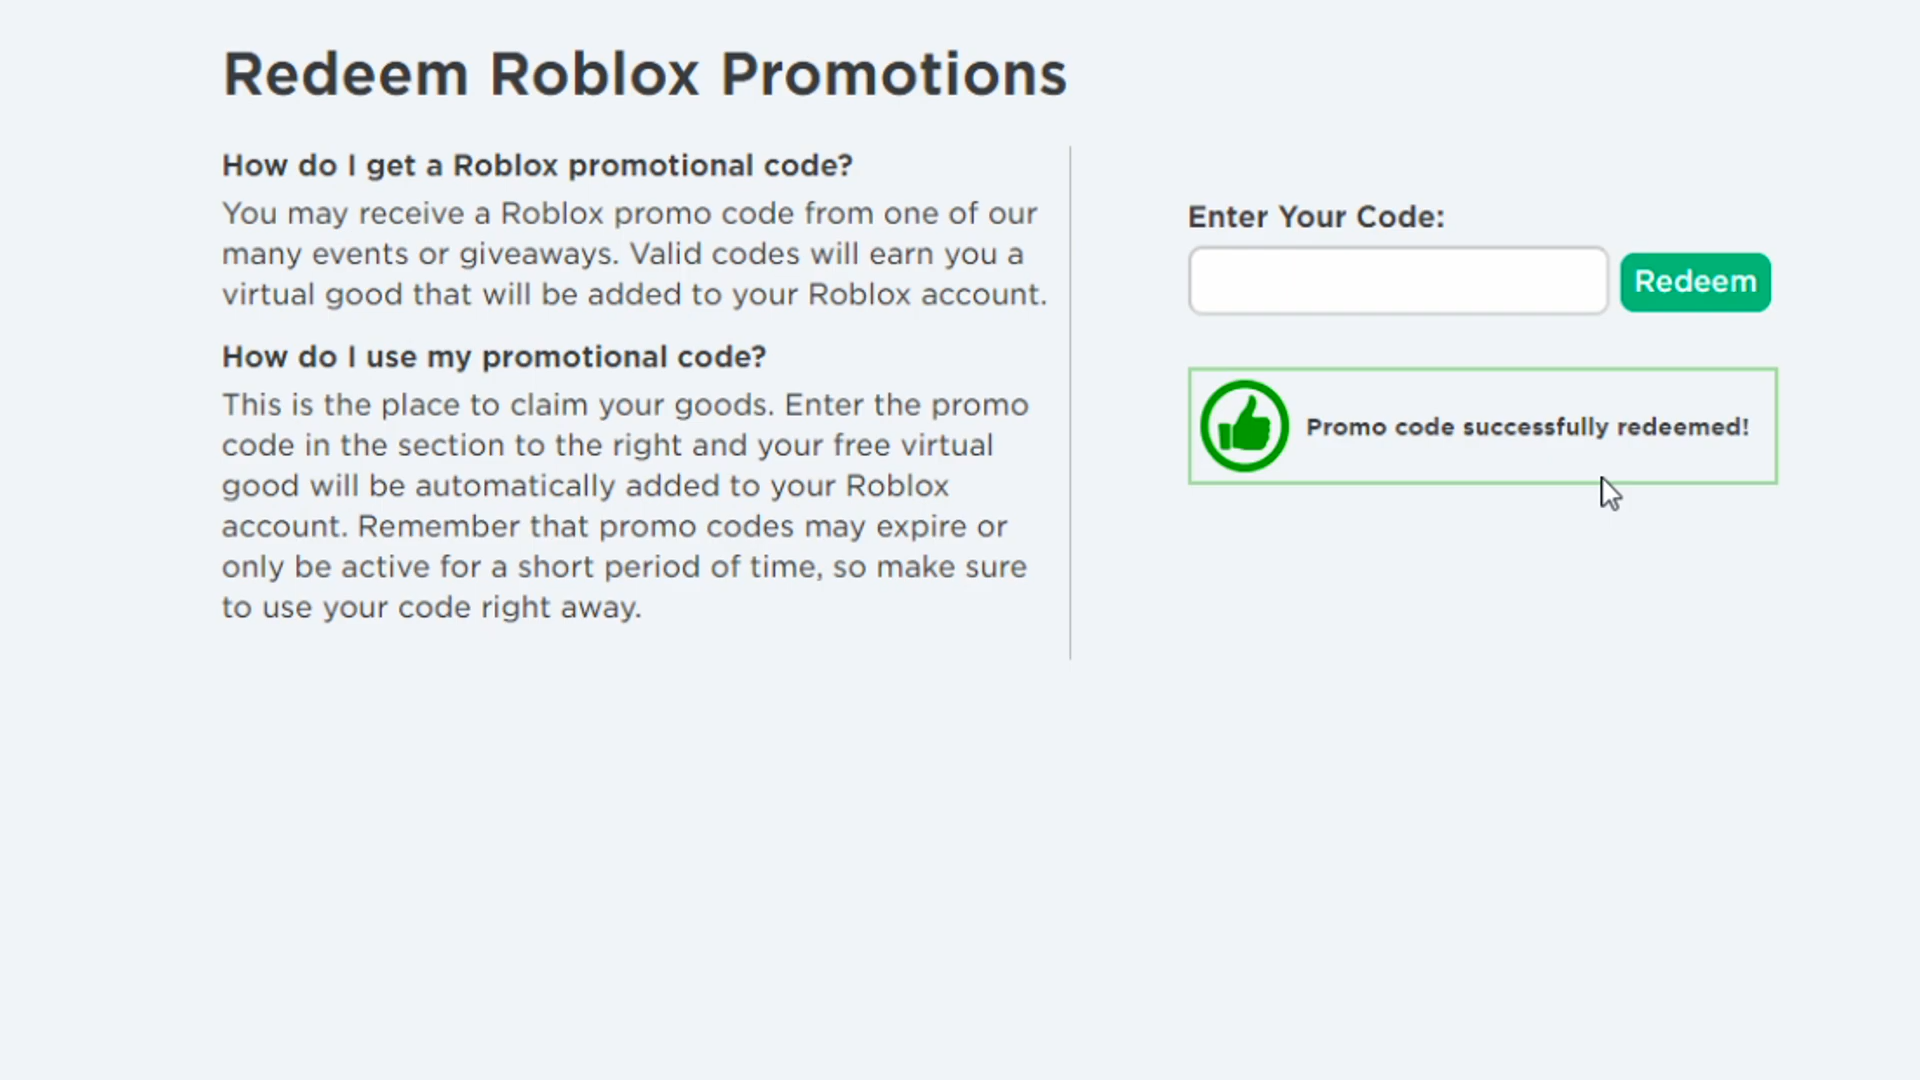 Redeem Roblox Promotions
How do I get a Roblox promotional code?
You may receive a Roblox promo code from one of our
many events or giveaways. Valid codes will earn you a
virtual good that will be added to your Roblox account.
How do I use my promotional code?
This is the place to claim your goods. Enter the promo
code in the section to the right and your free virtual
good will be automatically added to your Roblox
account. Remember that promo codes may expire or
only be active for a short period of time, so make sure
to use your code right away.
Enter Your Code:
Redeem
Promo code successfully redeemed!